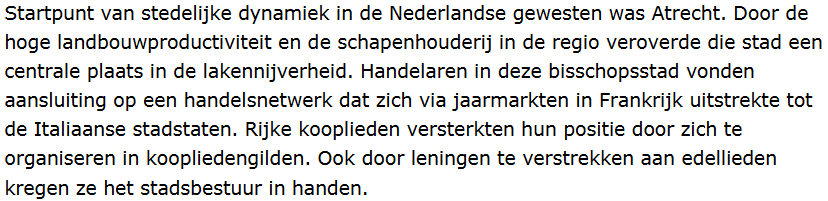 Startpunt van stedelijke dynamiek in de Nederlandse gewesten was Atrecht. Door de
hoge landbouwproductiviteit en de schapenhouderij in de regio veroverde die stad een
centrale plaats in de lakennijverheid. Handelaren in deze bisschopsstad vonden
aansluiting op een handelsnetwerk dat zich via jaarmarkten in Frankrijk uitstrekte tot
de Italiaanse stadstaten. Rijke kooplieden versterkten hun positie door zich te
organiseren in koopliedengilden. Ook door leningen te verstrekken aan edellieden
kregen ze het stadsbestuur in handen.